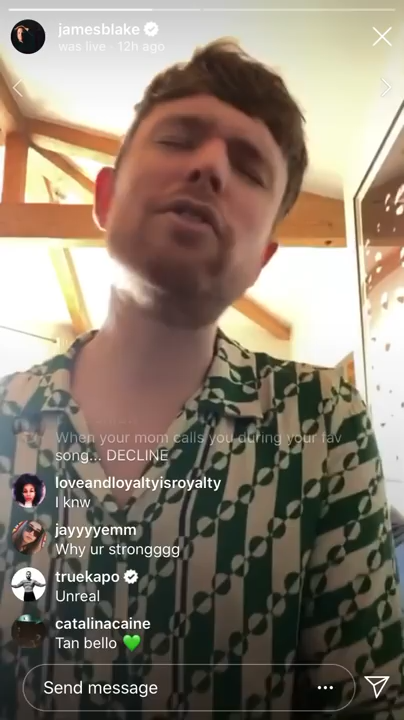 jamesblake
was live · 12h ago
When your mom calls you during your fav
song... DECLINE
loveandloyaltyisroyalty
I knw
jayyyyemm
Why ur strongggg
truekapo
Unreal
catalinacaine
Tan bello 💚
Send message